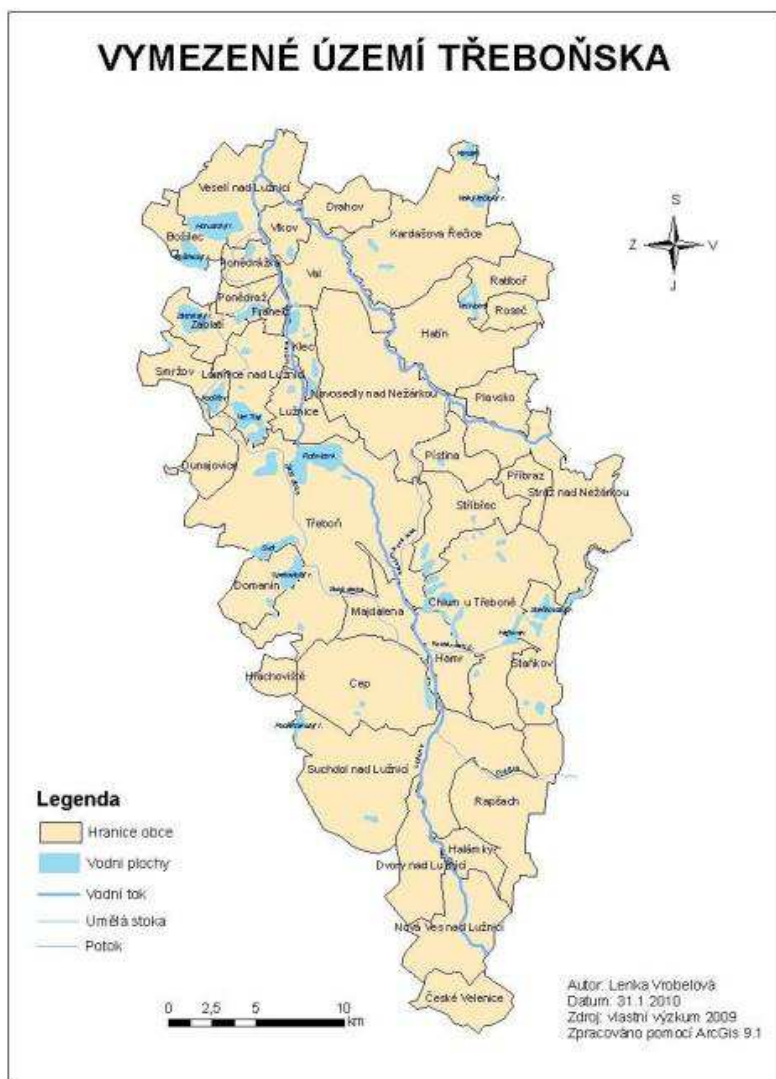 VYMEZENÉ ÚZEMÍ TŘEBOŇSKA
S
Z
V
J
Veselí nad Lužnicí
Drahov
Vlkov
Kardašova Řečice
Božilec
Ponědrážka
Val
Ratiboř
Ponědraž
Frahelž
Roseč
Záblatí
Hatín
Klec
Smržov
Lomnice nad Lužnicí
Novosedly nad Nežárkou
Plavsko
Lužnice
Dunajovice
Pístina
Příbraz
Stráž nad Nežárkou
Stříbřec
Třeboň
Domanín
Chlum u Třeboně
Majdalena
Hamr
Staňkov
Hrachoviště
Cep
Suchdol nad Lužnicí
Rapšach
Halámky
Dvory nad Lužnicí
Nová Ves nad Lužnicí
České Velenice
Legenda
Hranice obce
Vodní plochy
Vodní tok
Umělá stoka
Potok
0 2,5 5 10
km
Autor: Lenka Vrobelová
Datum: 31.1.2010
Zdroj: vlastní výzkum 2009
Zpracováno pomocí ArcGis 9.1